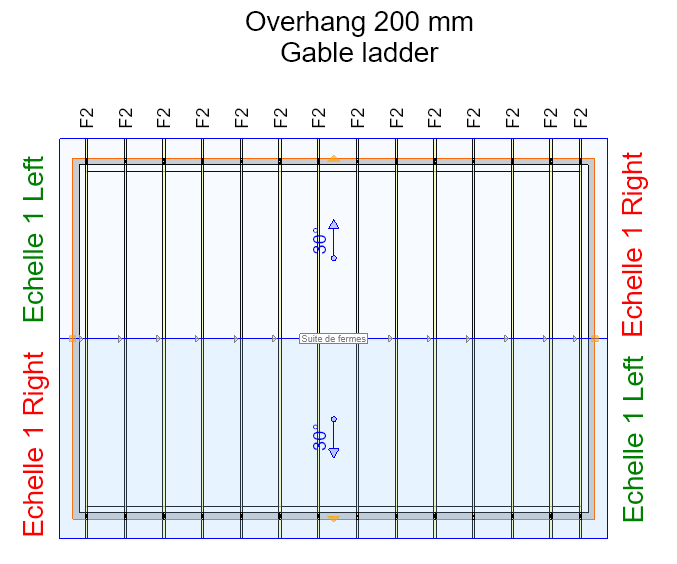 Overhang 200 mm
Gable ladder
F2 F2 F2 F2 F2 F2 F2 F2 F2 F2 F2 F2 F2 F2
Echelle 1 Left
Echelle 1 Right
30°
Suite de fermes
30°
Echelle 1 Right
Echelle 1 Left